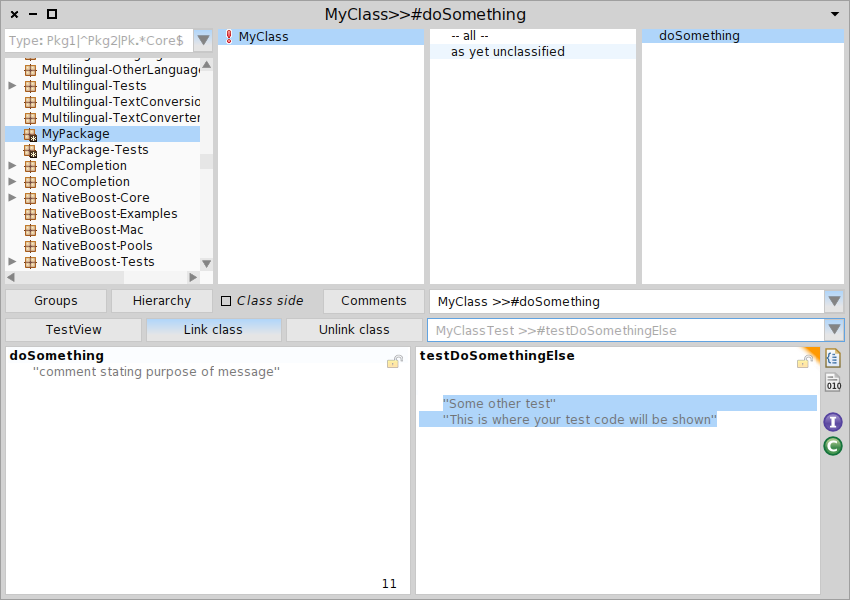 MyClass>>#doSomething
Type: Pkg1|^Pkg2|Pk.*Core$
Multilingual-OtherLanguag
Multilingual-Tests
Multilingual-TextConversio
Multilingual-TextConverter
MyPackage
MyPackage-Tests
NECompletion
NOCompletion
NativeBoost-Core
NativeBoost-Examples
NativeBoost-Mac
NativeBoost-Pools
NativeBoost-Tests
MyClass
-- all --
as yet unclassified
doSomething
Groups
Hierarchy
Class side
Comments
MyClass >>#doSomething
TestView
Link class
Unlink class
MyClassTest >>#testDoSomethingElse
doSomething
"comment stating purpose of message"
11
testDoSomethingElse
"Some other test"
"This is where your test code will be shown"
010
I
C